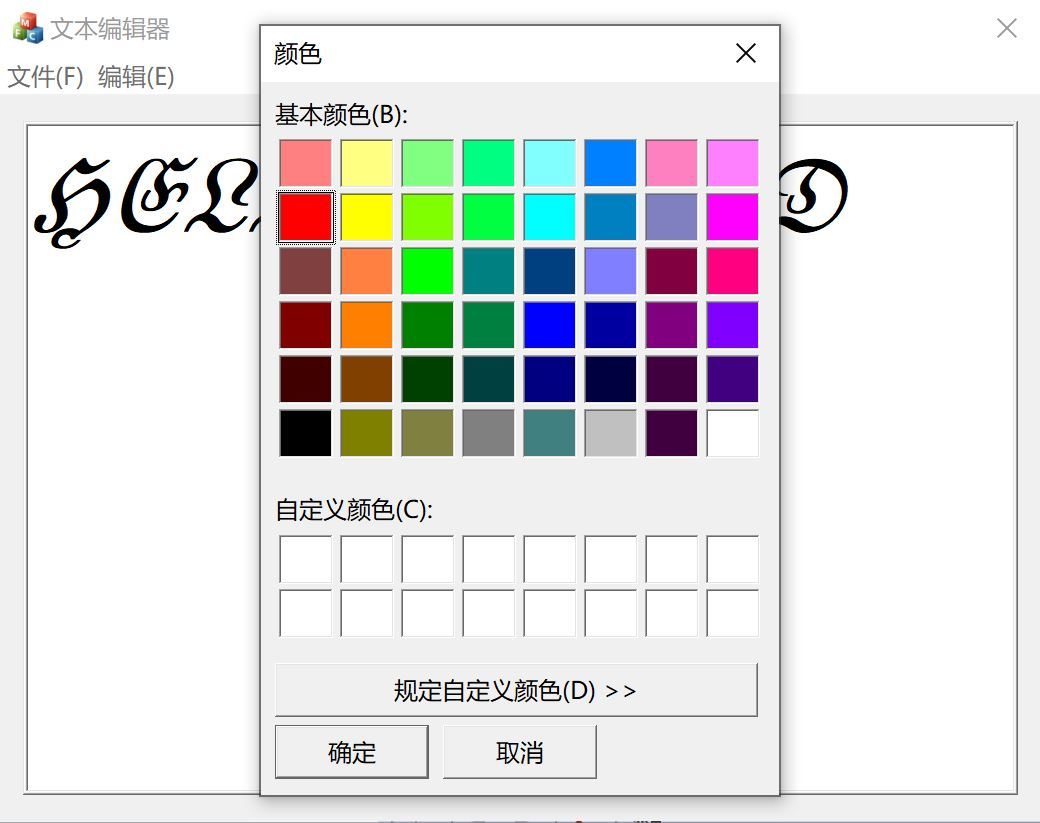 文本编辑器
文件(F) 编辑(E)
颜色
基本颜色(B):
自定义颜色(C):
规定自定义颜色(D) >>
确定 取消